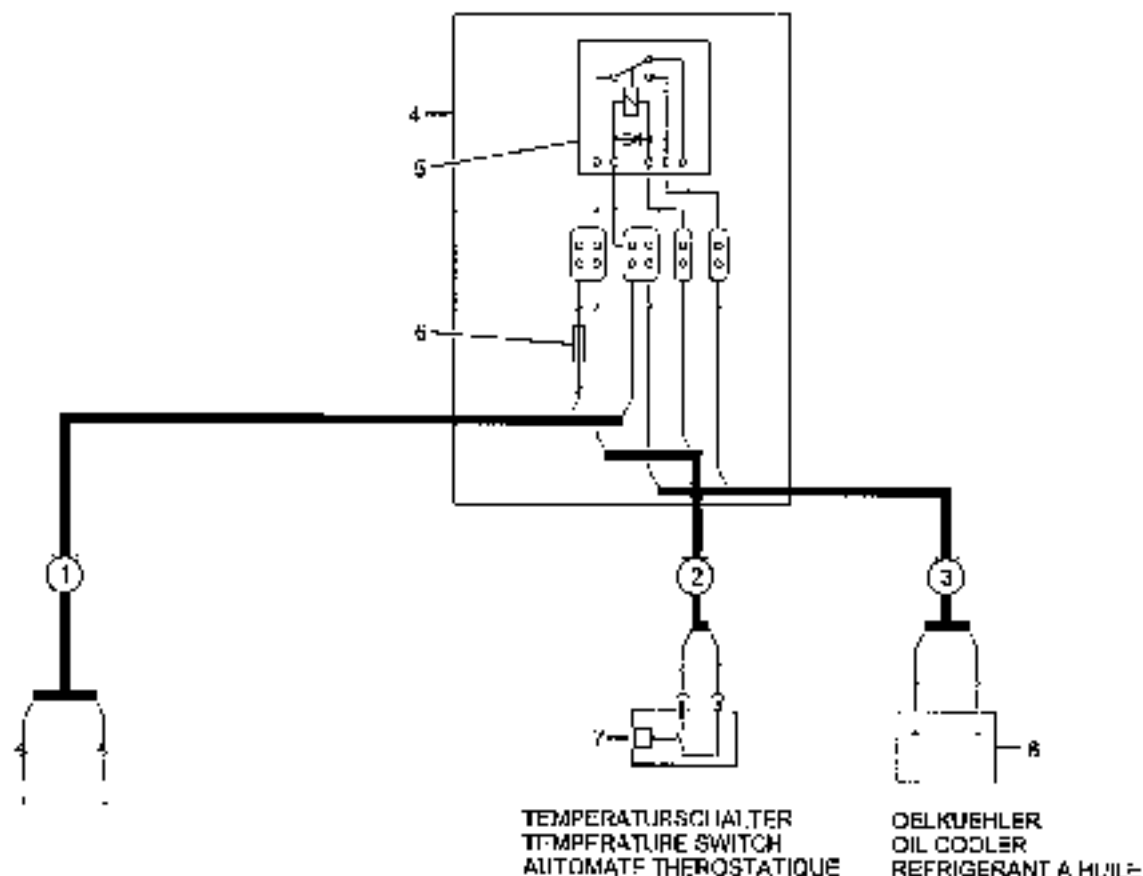 4
5
6
1
2
3
7
8
TEMPERATURSCHALTER
TEMPERATURE SWITCH
AUTOMATE THEROSTATIQUE
OELKUEHLER
OIL COOLER
REFRIGERANT A HUILE